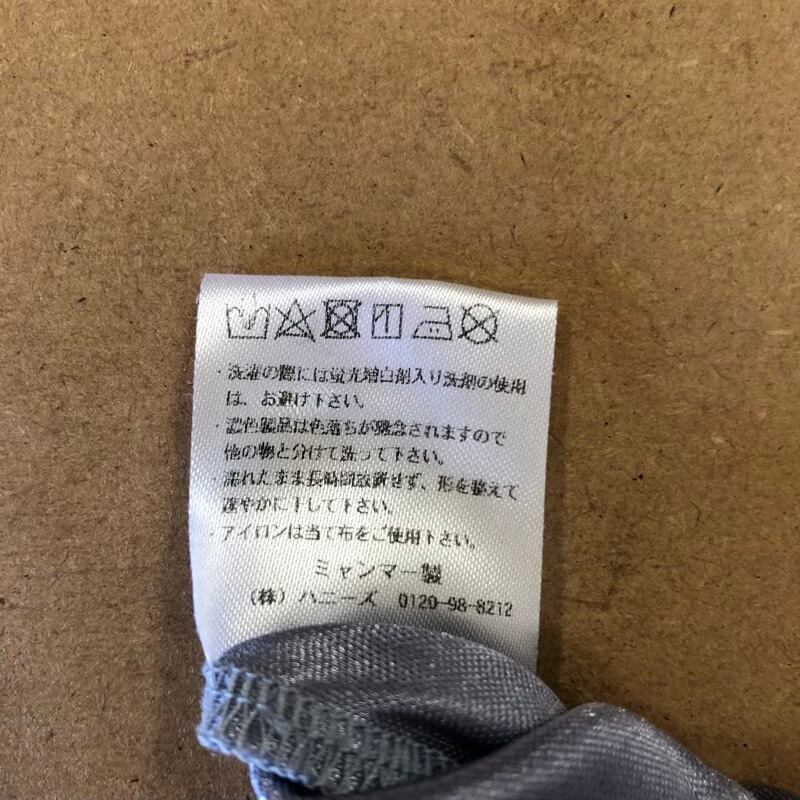 ・洗濯の際には蛍光増白剤入り洗剤の使用
は、お避け下さい。
・濃色製品は色落ちが懸念されますので
他の物と分けて洗って下さい。
・濡れたまま長時間放置せず、形を整えて
速やかに干して下さい。
・アイロンは当て布をご使用下さい。
ミャンマー製
(株) ハニーズ 0120-98-8212